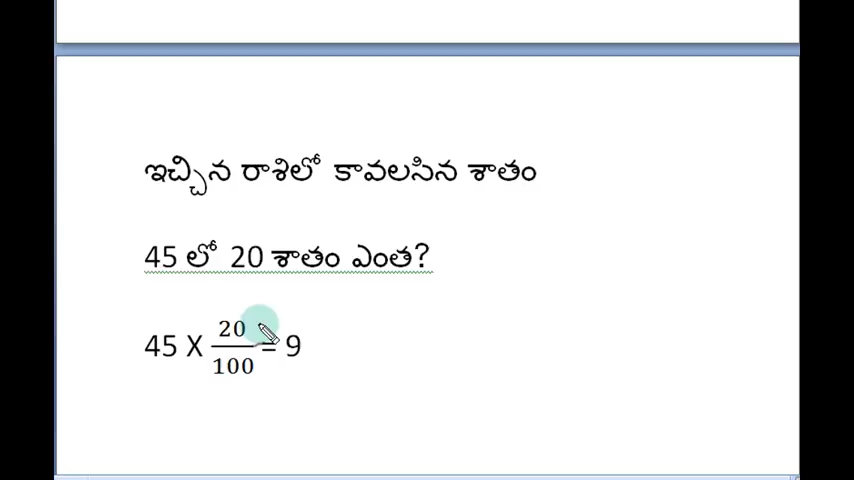 ఇచ్చిన రాశిలో కావలసిన శాతం
45 లో 20 శాతం ఎంత?
45 X 20/100 = 9